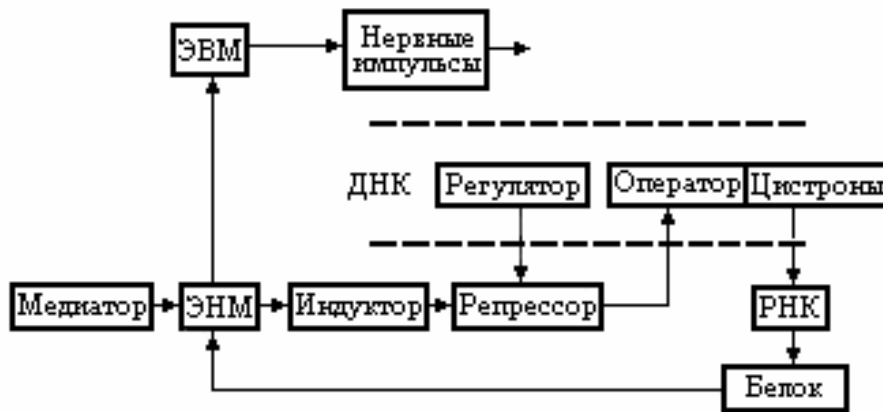 ЭВМ
Нервные
импульсы
ДНК
Регулятор
Оператор
Цистроны
Медиатор
ЭНМ
Индуктор
Репрессор
РНК
Белок